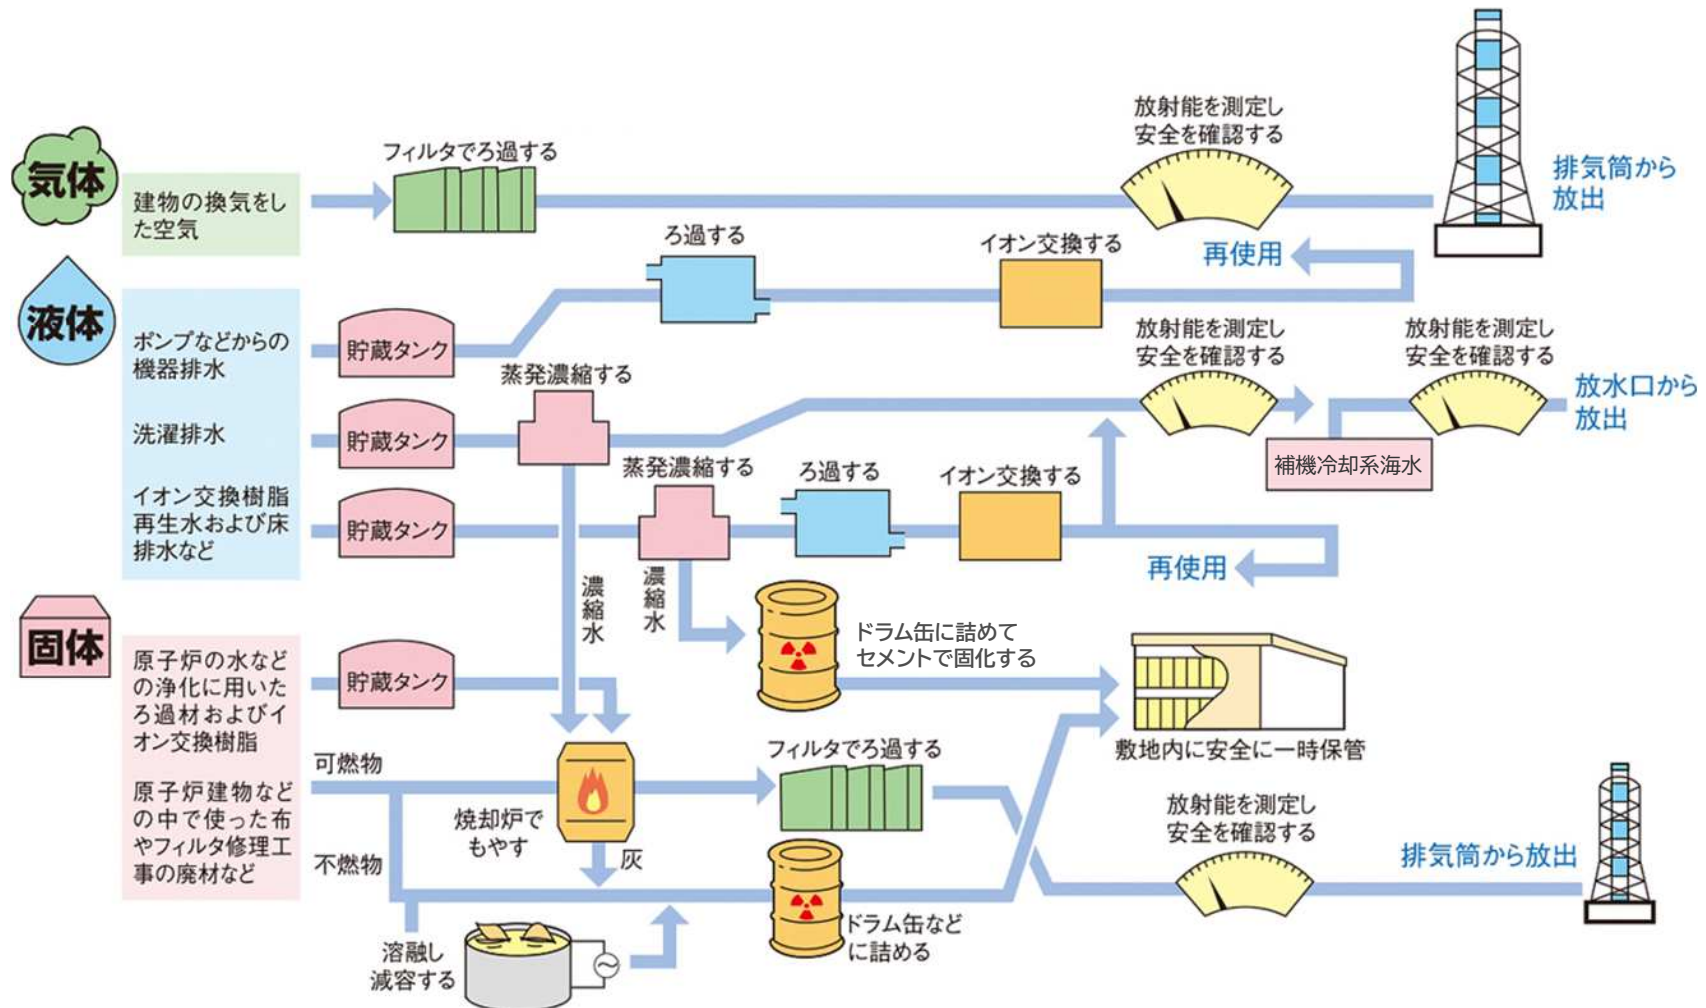 気体
建物の換気をし
た空気
フィルタでろ過する
放射能を測定し
安全を確認する
排気筒から
放出
液体
ポンプなどからの
機器排水
貯蔵タンク
ろ過する
イオン交換する
再使用
洗濯排水
貯蔵タンク
蒸発濃縮する
放射能を測定し
安全を確認する
補機冷却系海水
放射能を測定し
安全を確認する
放水口から
放出
イオン交換樹脂
再生水および床
排水など
貯蔵タンク
蒸発濃縮する
ろ過する
イオン交換する
再使用
濃縮水
濃縮水
ドラム缶に詰めて
セメントで固化する
敷地内に安全に一時保管
固体
原子炉の水など
の浄化に用いた
ろ過材およびイ
オン交換樹脂
貯蔵タンク
原子炉建物など
の中で使った布
やフィルタ修理工
事の廃材など
可燃物
不燃物
焼却炉で
もやす
灰
フィルタでろ過する
放射能を測定し
安全を確認する
排気筒から放出
溶融し
減容する
ドラム缶など
に詰める